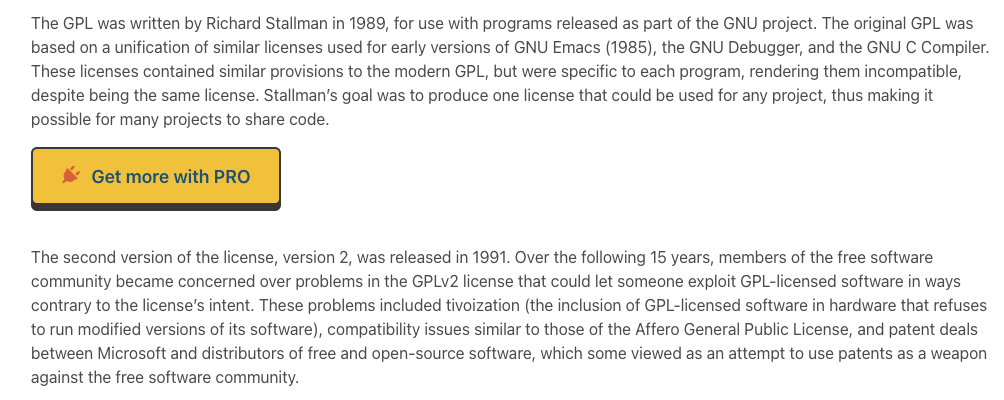 The GPL was written by Richard Stallman in 1989, for use with programs released as part of the GNU project. The original GPL was
based on a unification of similar licenses used for early versions of GNU Emacs (1985), the GNU Debugger, and the GNU C Compiler.
These licenses contained similar provisions to the modern GPL, but were specific to each program, rendering them incompatible,
despite being the same license. Stallman’s goal was to produce one license that could be used for any project, thus making it
possible for many projects to share code.
Get more with PRO
The second version of the license, version 2, was released in 1991. Over the following 15 years, members of the free software
community became concerned over problems in the GPLv2 license that could let someone exploit GPL-licensed software in ways
contrary to the license’s intent. These problems included tivoization (the inclusion of GPL-licensed software in hardware that refuses
to run modified versions of its software), compatibility issues similar to those of the Affero General Public License, and patent deals
between Microsoft and distributors of free and open-source software, which some viewed as an attempt to use patents as a weapon
against the free software community.